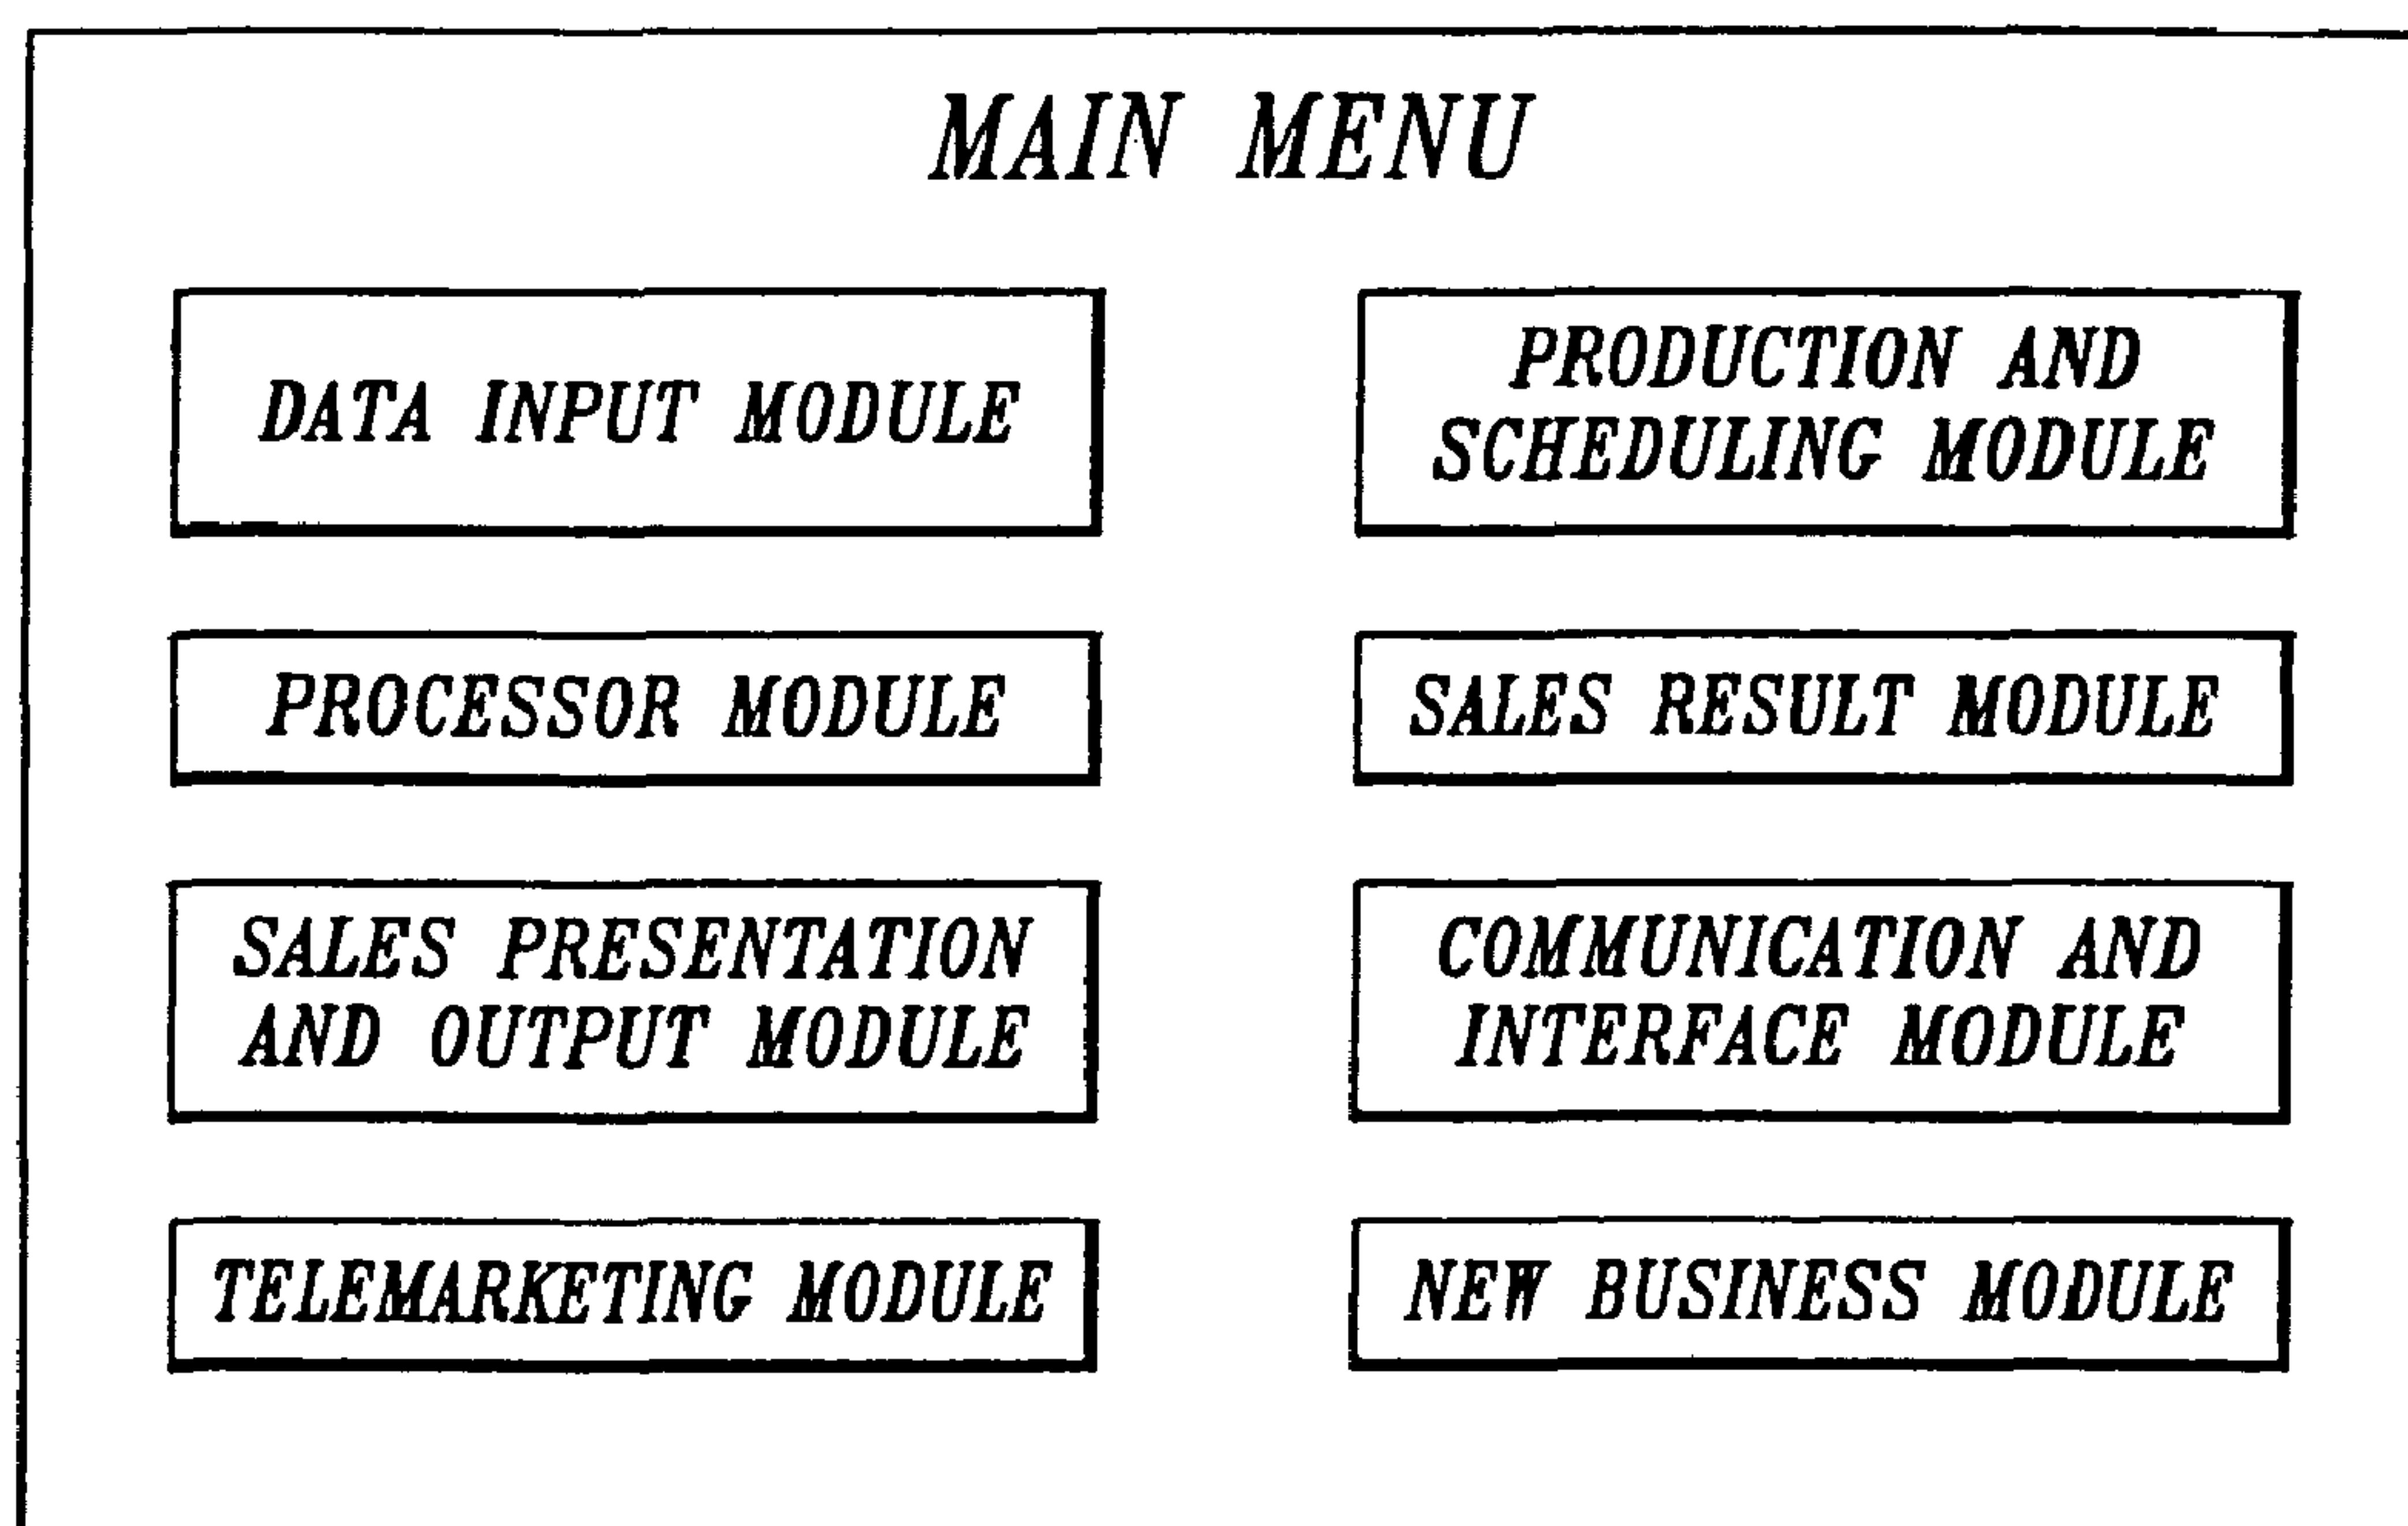 MAIN MENU
DATA INPUT MODULE
PRODUCTION AND
SCHEDULING MODULE
PROCESSOR MODULE
SALES RESULT MODULE
SALES PRESENTATION
AND OUTPUT MODULE
COMMUNICATION AND
INTERFACE MODULE
TELEMARKETING MODULE
NEW BUSINESS MODULE